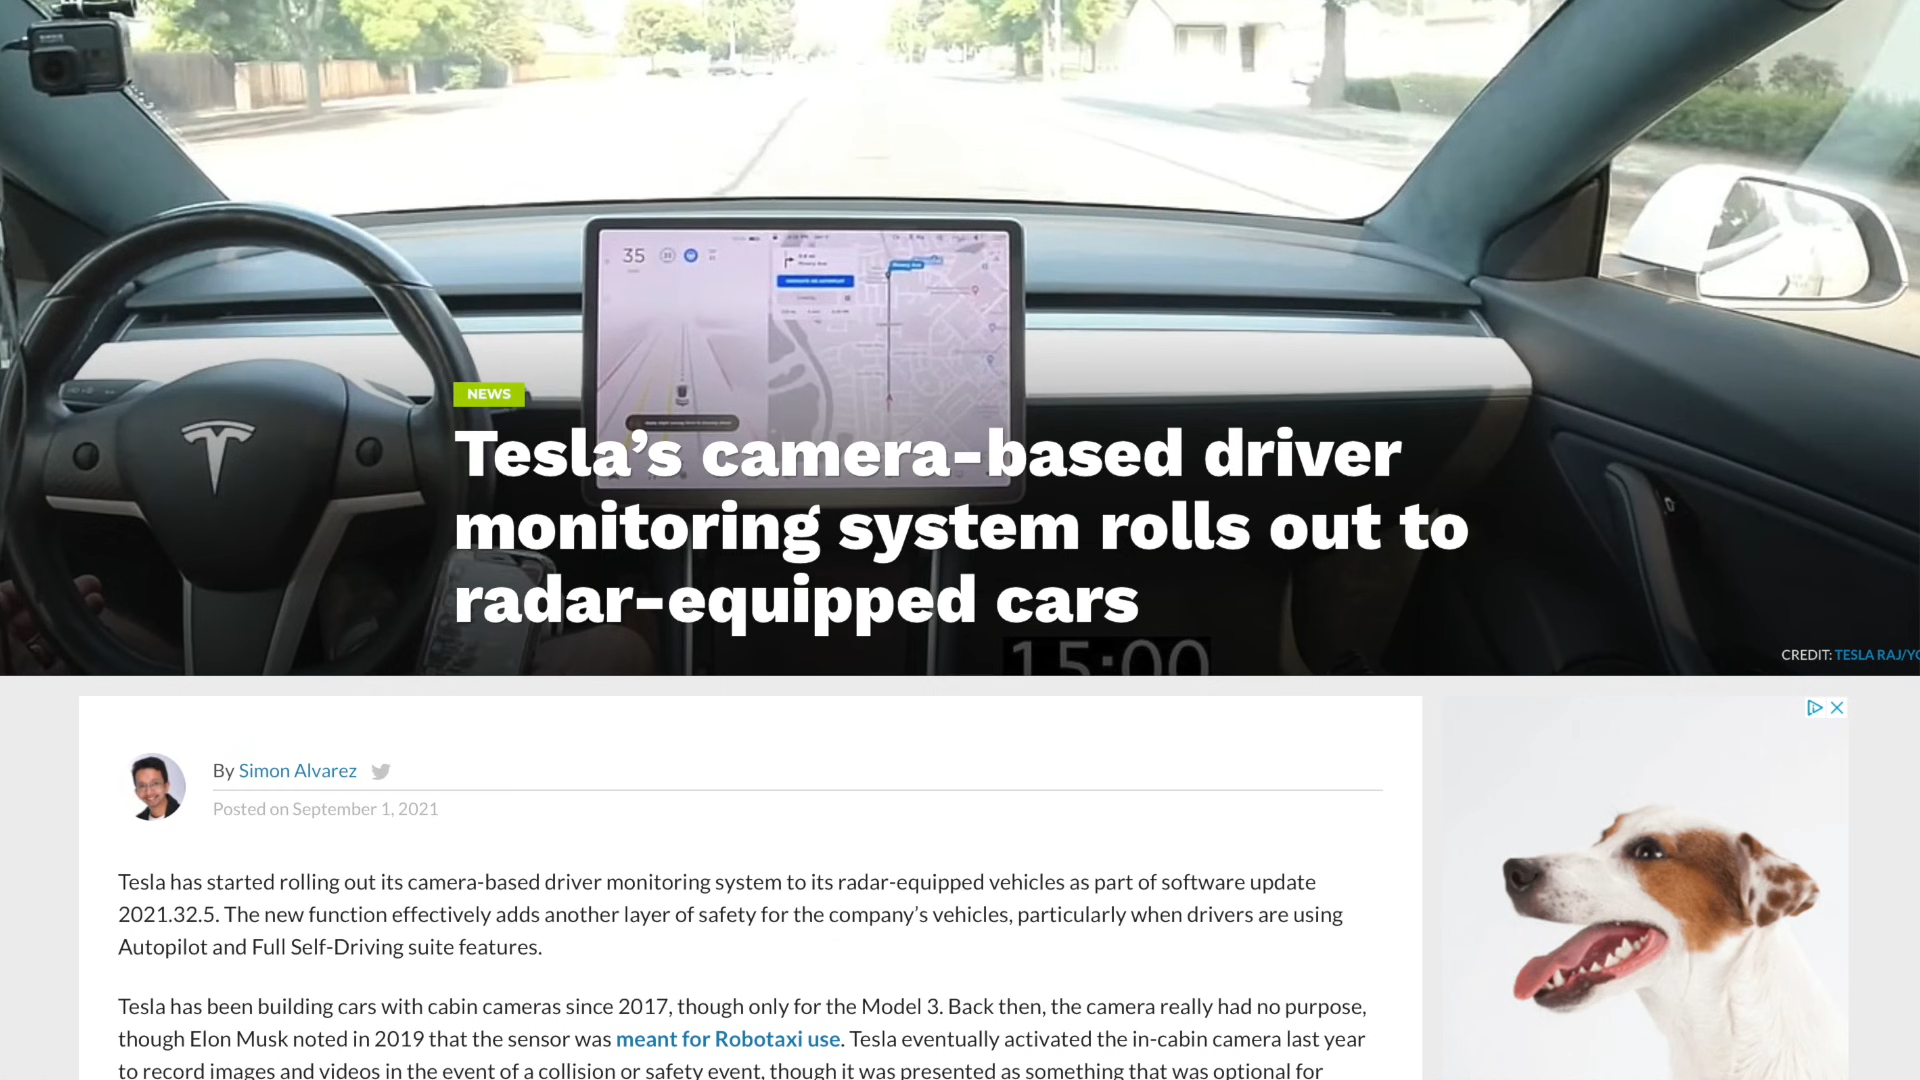 35
NEWS
Tesla’s camera-based driver
monitoring system rolls out to
radar-equipped cars
15:00
CREDIT: TESLA RAJ/YO
By Simon Alvarez
Posted on September 1, 2021
Tesla has started rolling out its camera-based driver monitoring system to its radar-equipped vehicles as part of software update
2021.32.5. The new function effectively adds another layer of safety for the company’s vehicles, particularly when drivers are using
Autopilot and Full Self-Driving suite features.
Tesla has been building cars with cabin cameras since 2017, though only for the Model 3. Back then, the camera really had no purpose,
though Elon Musk noted in 2019 that the sensor was meant for Robotaxi use. Tesla eventually activated the in-cabin camera last year
to record images and videos in the event of a collision or safety event, though it was presented as something that was optional for